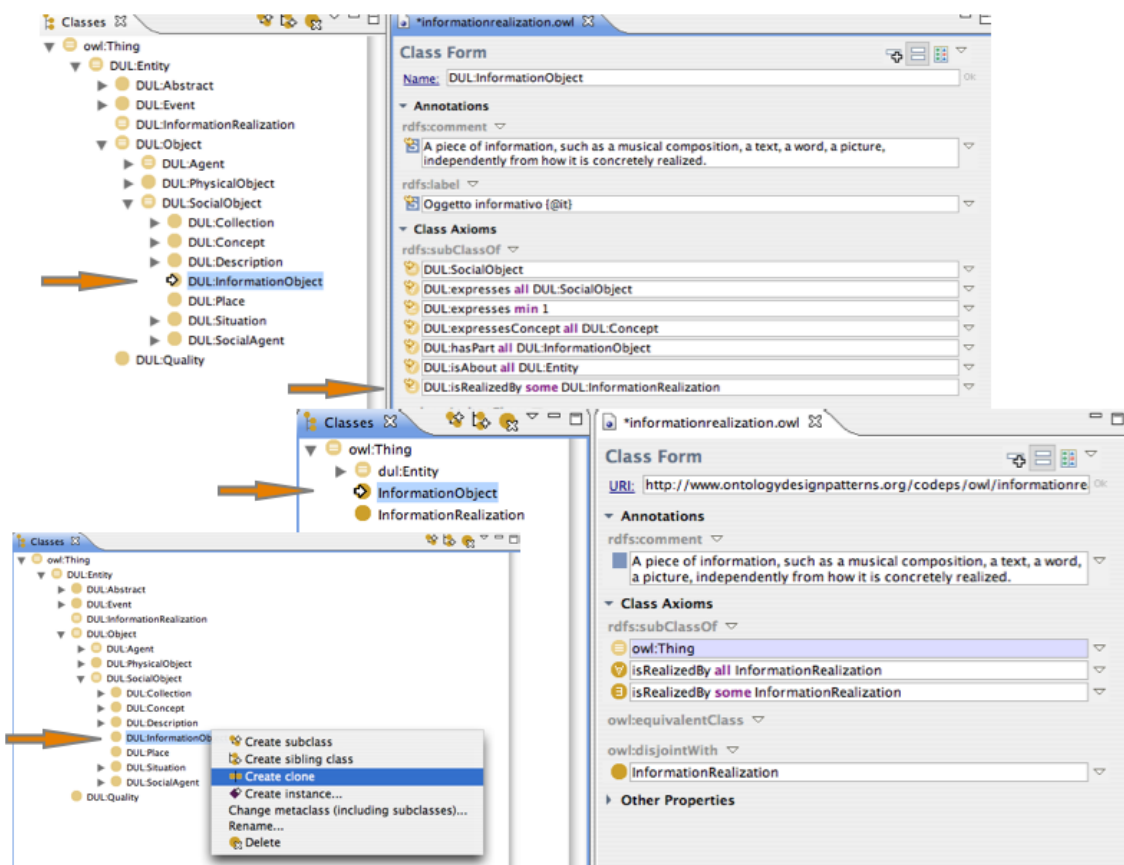 Classes
owl:Thing
DUL:Entity
DUL:Abstract
DUL:Event
DUL:InformationRealization
DUL:Object
DUL:Agent
DUL:PhysicalObject
DUL:SocialObject
DUL:Collection
DUL:Concept
DUL:Description
DUL:InformationObject
DUL:Place
DUL:Situation
DUL:SocialAgent
DUL:Quality
*informationrealization.owl
Class Form
Name: DUL:InformationObject Ok
Annotations
rdfs:comment
A piece of information, such as a musical composition, a text, a word, a picture,
independently from how it is concretely realized.
rdfs:label
Oggetto informativo {@it}
Class Axioms
rdfs:subClassOf
DUL:SocialObject
DUL:expresses all DUL:SocialObject
DUL:expresses min 1
DUL:expressesConcept all DUL:Concept
DUL:hasPart all DUL:InformationObject
DUL:isAbout all DUL:Entity
DUL:isRealizedBy some DUL:InformationRealization
Classes
owl:Thing
dul:Entity
InformationObject
InformationRealization
*informationrealization.owl
Class Form
URI: http://www.ontologydesignpatterns.org/codeps/owl/informationre Ok
Annotations
rdfs:comment
A piece of information, such as a musical composition, a text, a word,
a picture, independently from how it is concretely realized.
Class Axioms
rdfs:subClassOf
owl:Thing
isRealizedBy all InformationRealization
isRealizedBy some InformationRealization
owl:equivalentClass
owl:disjointWith
InformationRealization
Other Properties
Classes
owl:Thing
DUL:Entity
DUL:Abstract
DUL:Event
DUL:InformationRealization
DUL:Object
DUL:Agent
DUL:PhysicalObject
DUL:SocialObject
DUL:Collection
DUL:Concept
DUL:Description
DUL:InformationOb
DUL:Place
DUL:Situation
DUL:SocialAgent
DUL:Quality
Create subclass
Create sibling class
Create clone
Create instance...
Change metaclass (including subclasses)...
Rename...
Delete